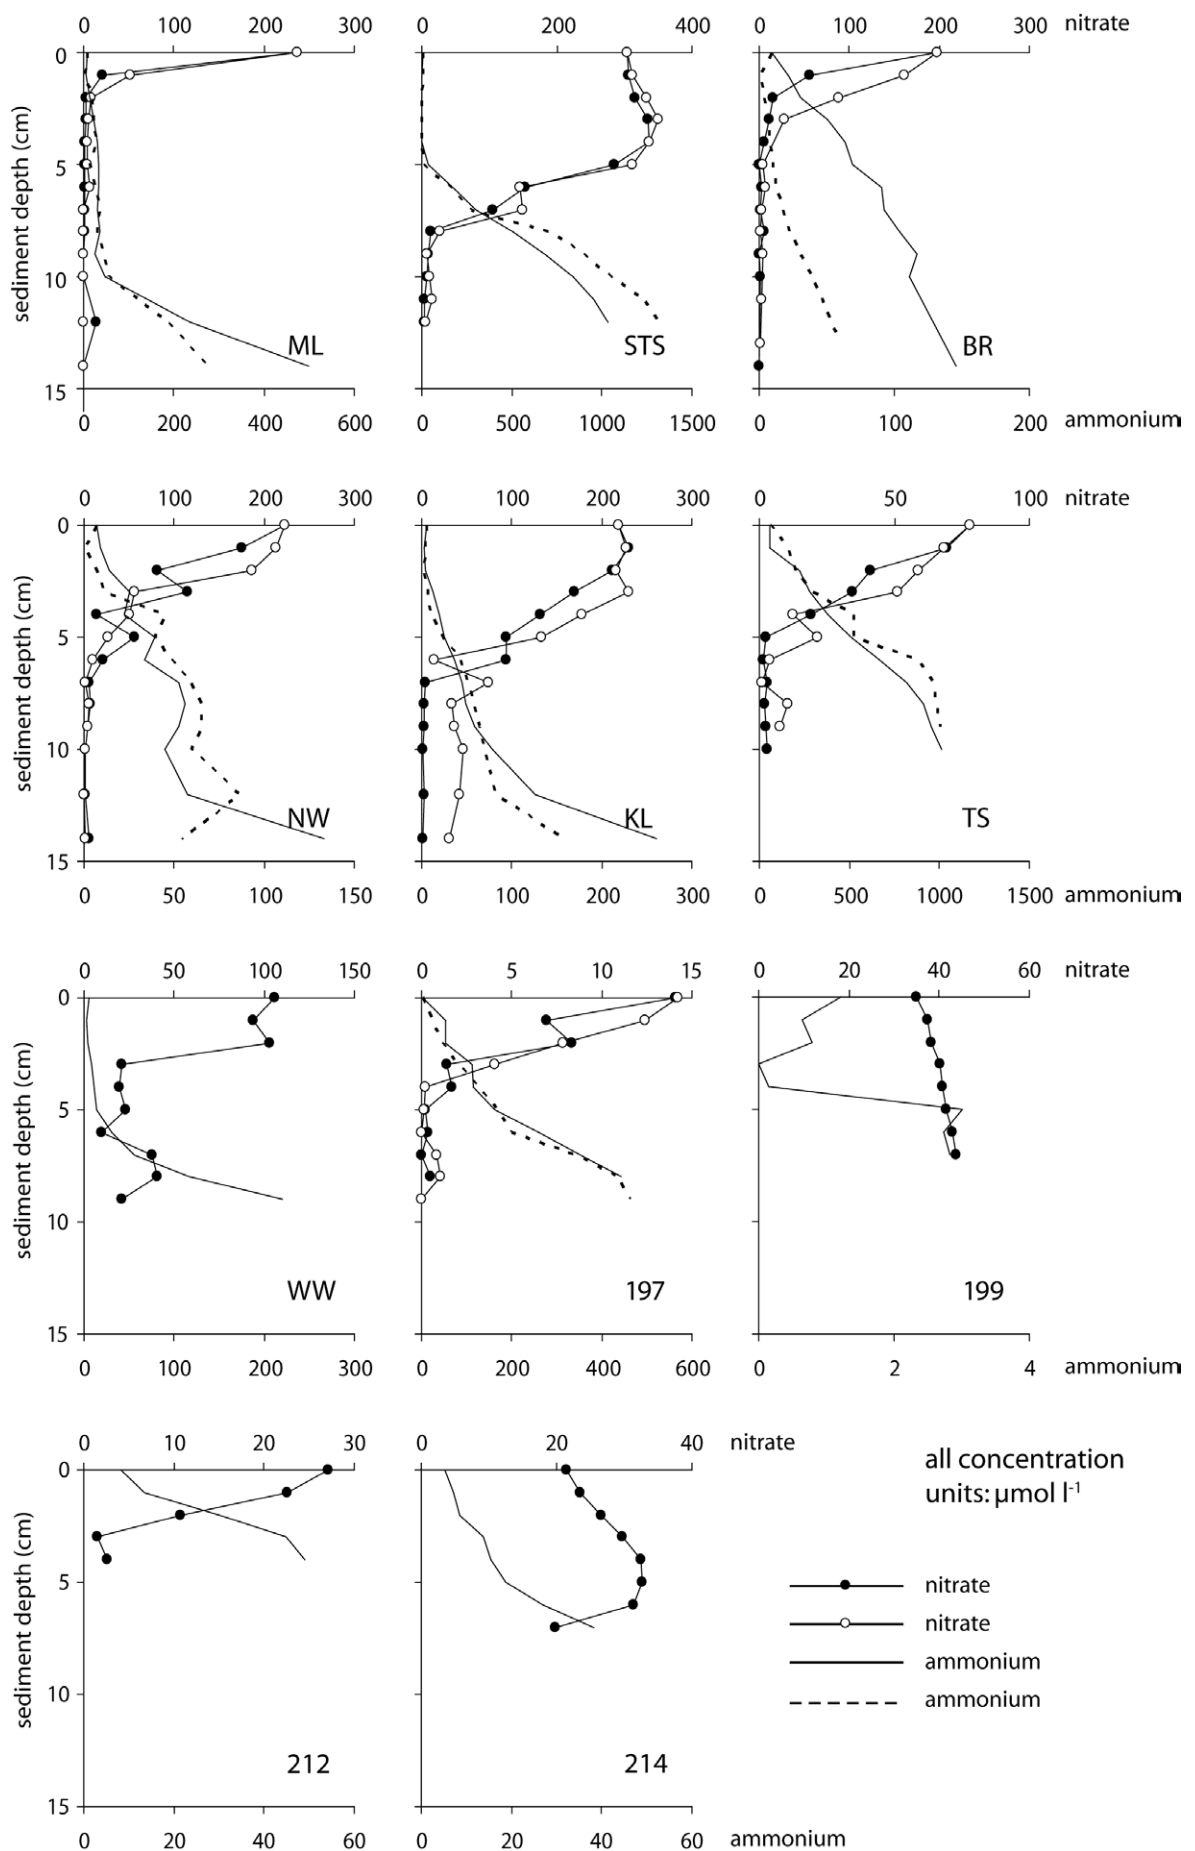 0 100 200 300 0 200 400 0 100 200 300 nitrate
0
5
10
15
sediment depth (cm)
ML STS BR
0 200 400 600 0 500 1000 1500 0 100 200 ammonium
0 100 200 300 0 100 200 300 0 50 100 nitrate
0
5
10
15
sediment depth (cm)
NW KL TS
0 50 100 150 0 100 200 300 0 500 1000 1500 ammonium
0 50 100 150 0 5 10 15 0 20 40 60 nitrate
0
5
10
15
sediment depth (cm)
WW 197 199
0 100 200 300 0 200 400 600 0 2 4 ammonium
0 10 20 30 0 20 40 nitrate
0
5
10
15
sediment depth (cm)
212 214
0 20 40 60 0 20 40 60 ammonium
all concentration
units: µmol l-1
nitrate
nitrate
ammonium
ammonium